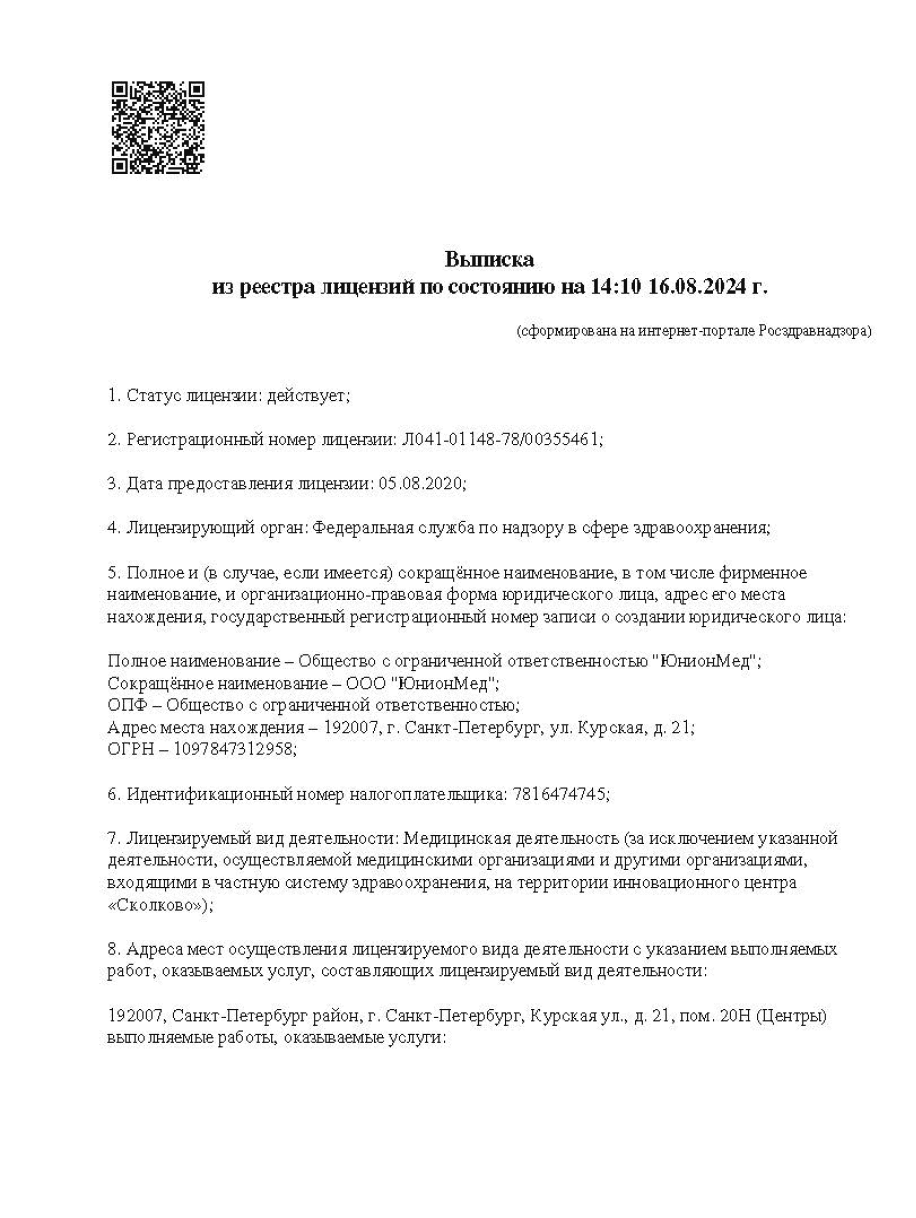 Выписка
из реестра лицензий по состоянию на 14:10 16.08.2024 г.
(сформирована на интернет-портале Росздравнадзора)
1. Статус лицензии: действует;
2. Регистрационный номер лицензии: Л041-01148-78/00355461;
3. Дата предоставления лицензии: 05.08.2020;
4. Лицензирующий орган: Федеральная служба по надзору в сфере здравоохранения;
5. Полное и (в случае, если имеется) сокращённое наименование, в том числе фирменное
наименование, и организационно-правовая форма юридического лица, адрес его места
нахождения, государственный регистрационный номер записи о создании юридического лица:
Полное наименование – Общество с ограниченной ответственностью "ЮнионМед";
Сокращённое наименование – ООО "ЮнионМед";
ОПФ – Общество с ограниченной ответственностью;
Адрес места нахождения – 192007, г. Санкт-Петербург, ул. Курская, д. 21;
ОГРН – 1097847312958;
6. Идентификационный номер налогоплательщика: 7816474745;
7. Лицензируемый вид деятельности: Медицинская деятельность (за исключением указанной
деятельности, осуществляемой медицинскими организациями и другими организациями,
входящими в частную систему здравоохранения, на территории инновационного центра
«Сколково»);
8. Адреса мест осуществления лицензируемого вида деятельности с указанием выполняемых
работ, оказываемых услуг, составляющих лицензируемый вид деятельности:
192007, Санкт-Петербург район, г. Санкт-Петербург, Курская ул., д. 21, пом. 20Н (Центры)
выполняемые работы, оказываемые услуги: